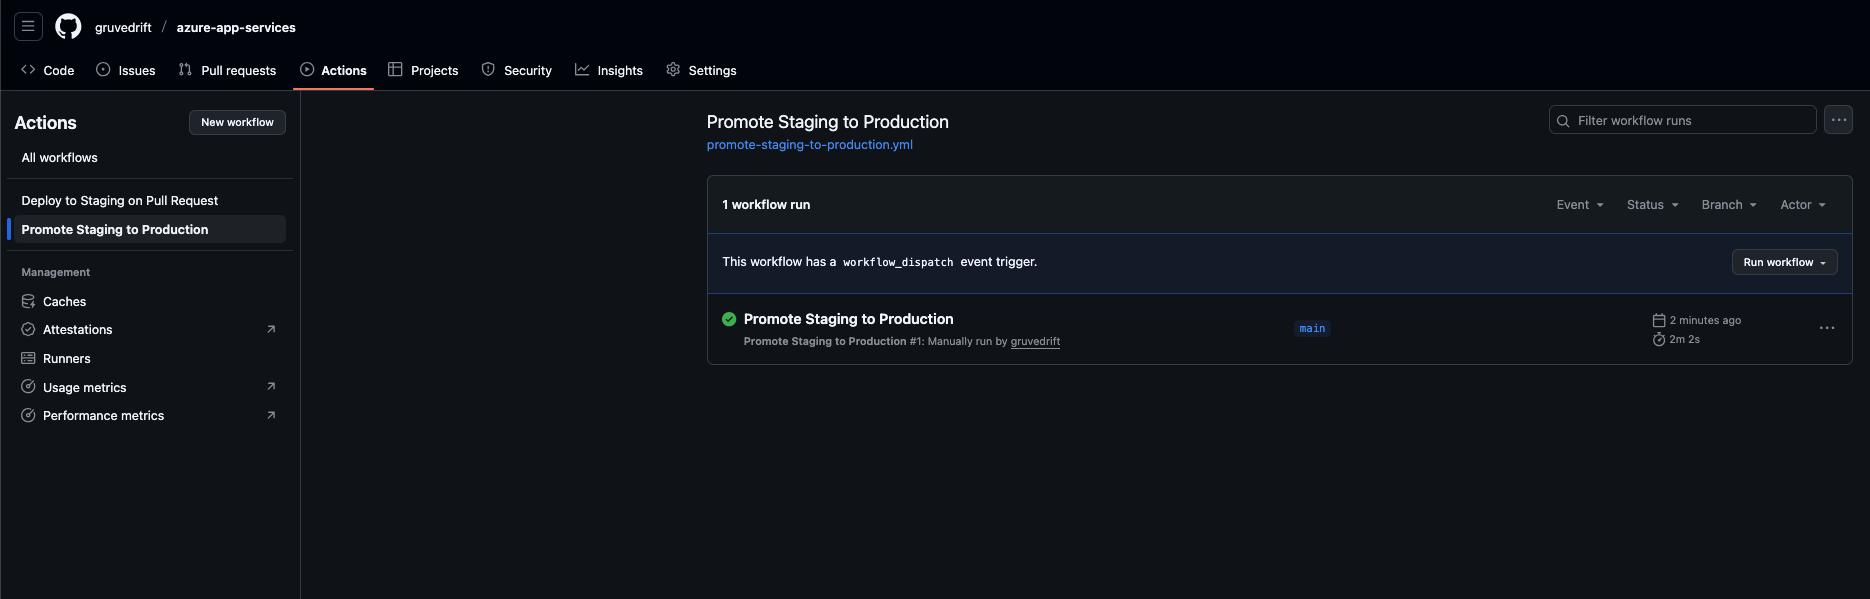 gruvedrift / azure-app-services
Code Issues Pull requests Actions Projects Security Insights Settings
Actions
New workflow
All workflows
Deploy to Staging on Pull Request
Promote Staging to Production
Management
Caches
Attestations
Runners
Usage metrics
Performance metrics
Promote Staging to Production
promote-staging-to-production.yml
Filter workflow runs
1 workflow run
Event Status Branch Actor
This workflow has a workflow_dispatch event trigger.
Run workflow
Promote Staging to Production
Promote Staging to Production #1: Manually run by gruvedrift
main
2 minutes ago
2m 2s